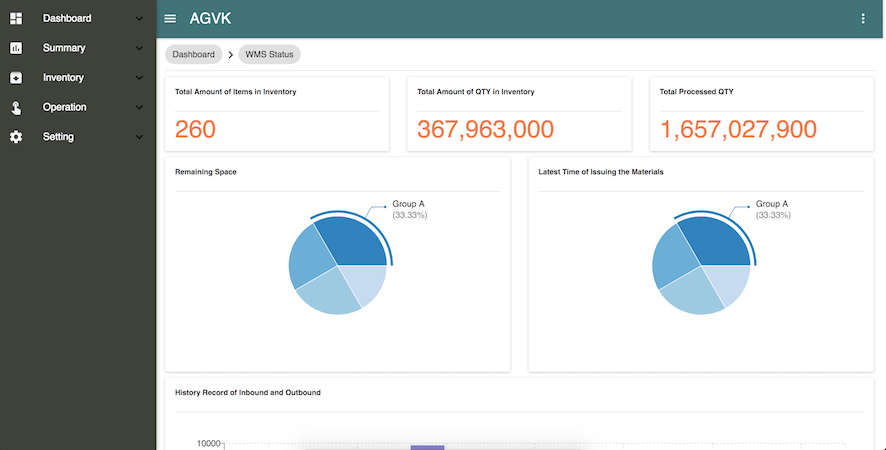 Dashboard
Summary
Inventory
Operation
Setting
AGVK
Dashboard
WMS Status
Total Amount of Items in Inventory
260
Total Amount of QTY in Inventory
367,963,000
Total Processed QTY
1,657,027,900
Remaining Space
Group A
(33.33%)
Latest Time of Issuing the Materials
Group A
(33.33%)
History Record of Inbound and Outbound
10000